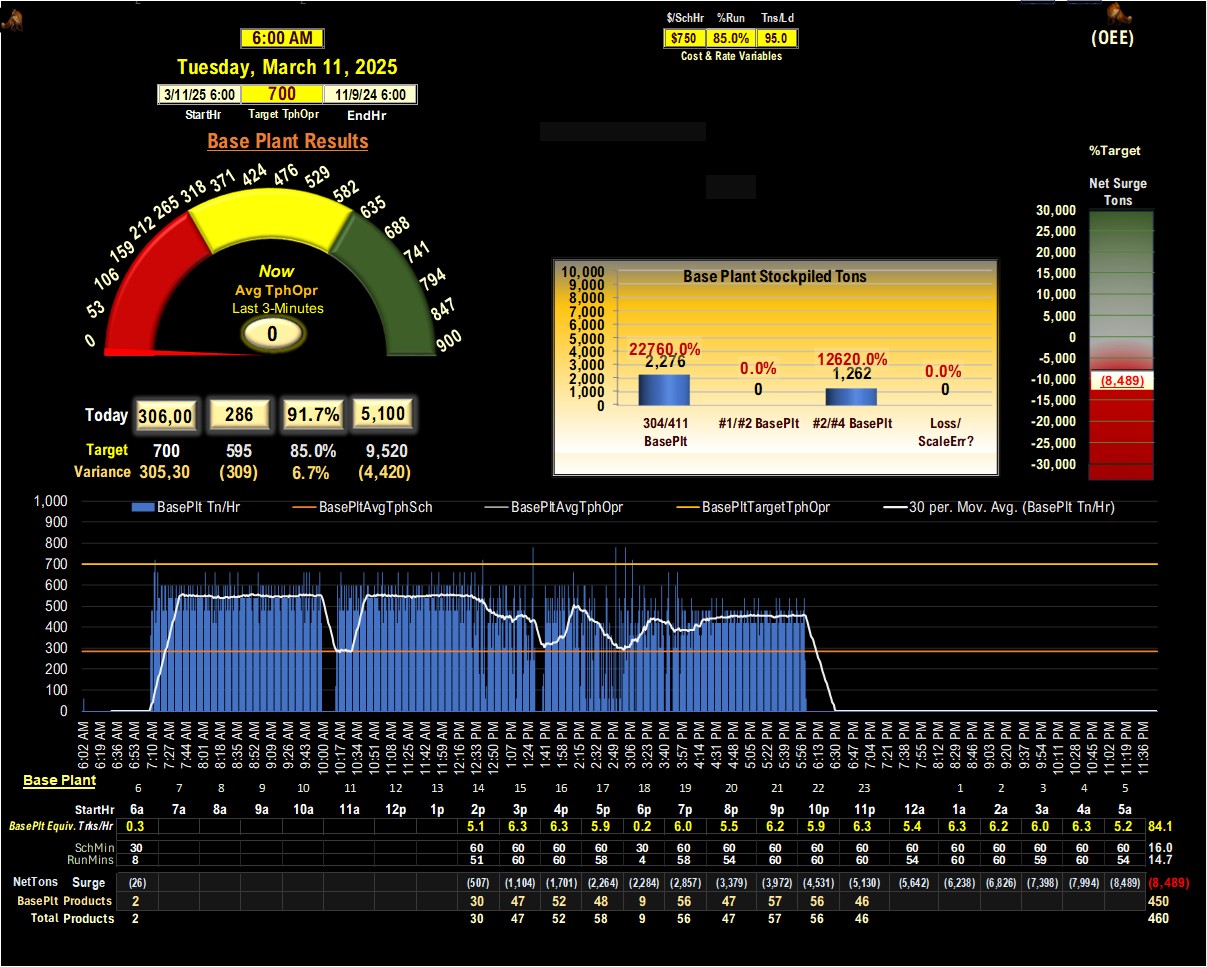 $/SchHr %Run Tns/Ld
$750 85.0% 95.0
Cost & Rate Variables
(OEE)
6:00 AM
Tuesday, March 11, 2025
3/11/25 6:00 700 11/9/24 6:00
StartHr Target TphOpr EndHr
Base Plant Results
0 53 106 159 212 265 318 371 424 476 529 582 635 688 741 794 847 900
Now
Avg TphOpr
Last 3-Minutes
0
Today 306,00 286 91.7% 5,100
Target 700 595 85.0% 9,520
Variance 305,30 (309) 6.7% (4,420)
Base Plant Stockpiled Tons
10,000
9,000
8,000
7,000
6,000
5,000
4,000
3,000
2,000
1,000
0
22760.0% 0.0% 12620.0% 0.0%
2,276 0 1,262 0
304/411 BasePlt
#1/#2 BasePlt
#2/#4 BasePlt
Loss/ ScaleErr?
%Target
Net Surge
Tons
30,000
25,000
20,000
15,000
10,000
5,000
0
-5,000
-10,000
-15,000
-20,000
-25,000
-30,000
(8,489)
BasePlt Tn/Hr BasePltAvgTphSch BasePltAvgTphOpr BasePltTargetTphOpr 30 per. Mov. Avg. (BasePlt Tn/Hr)
1,000
900
800
700
600
500
400
300
200
100
0
6:02 AM 6:19 AM 6:36 AM 6:53 AM 7:10 AM 7:27 AM 7:44 AM 8:01 AM 8:18 AM 8:35 AM 8:52 AM 9:09 AM 9:26 AM 9:43 AM 10:00 AM 10:17 AM 10:34 AM 10:51 AM 11:08 AM 11:25 AM 11:42 AM 11:59 AM 12:16 PM 12:33 PM 12:50 PM 1:07 PM 1:24 PM 1:41 PM 1:58 PM 2:15 PM 2:32 PM 2:49 PM 3:06 PM 3:23 PM 3:40 PM 3:57 PM 4:14 PM 4:31 PM 4:48 PM 5:05 PM 5:22 PM 5:39 PM 5:56 PM 6:13 PM 6:30 PM 6:47 PM 7:04 PM 7:21 PM 7:38 PM 7:55 PM 8:12 PM 8:29 PM 8:46 PM 9:03 PM 9:20 PM 9:37 PM 9:54 PM 10:11 PM 10:28 PM 10:45 PM 11:02 PM 11:19 PM 11:36 PM
Base Plant
6 7 8 9 10 11 12 13 14 15 16 17 18 19 20 21 22 23 1 2 3 4 5
StartHr 6a 7a 8a 9a 10a 11a 12p 1p 2p 3p 4p 5p 6p 7p 8p 9p 10p 11p 12a 1a 2a 3a 4a 5a
BasePlt Equiv. Trks/Hr 0.3 5.1 6.3 6.3 5.9 0.2 6.0 5.5 6.2 5.9 6.3 5.4 6.3 6.2 6.0 6.3 5.2 84.1
SchMin 30 60 60 60 60 30 60 60 60 60 60 60 60 60 60 60 60 16.0
RunMins 8 51 60 60 58 4 58 54 60 60 60 54 60 60 59 60 54 14.7
NetTons Surge (26) (507) (1,104) (1,701) (2,264) (2,284) (2,857) (3,379) (3,972) (4,531) (5,130) (5,642) (6,238) (6,826) (7,398) (7,994) (8,489) (8,489)
BasePlt Products 2 30 47 52 48 9 56 47 57 56 46 450
Total Products 2 30 47 52 58 9 56 47 57 56 46 460